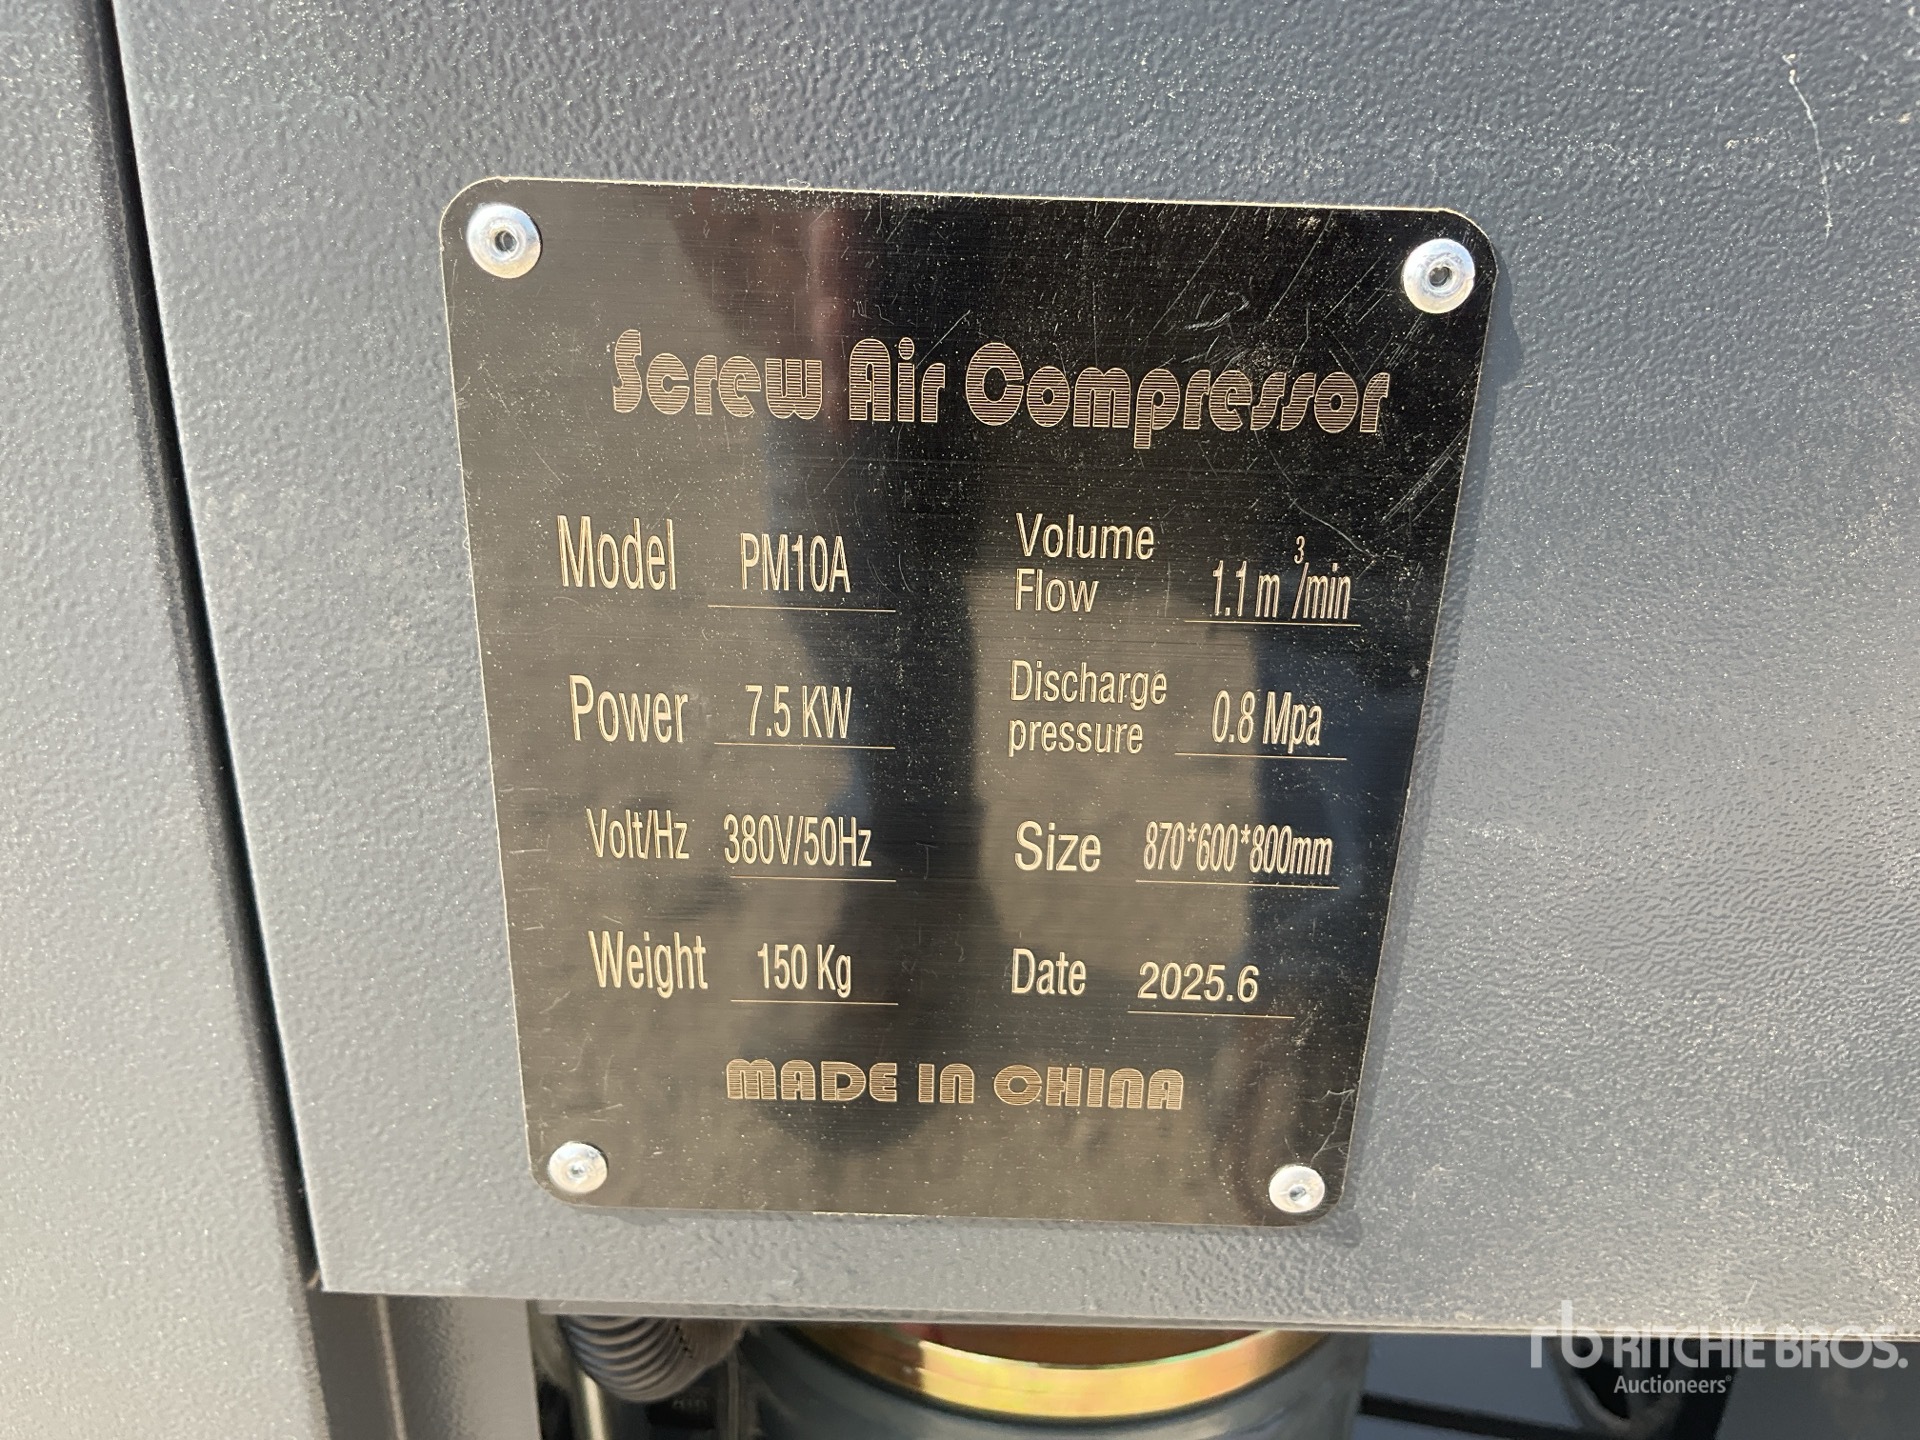 Screw Air Compressor
Model PM10A
Volume Flow 1.1 m³/min
Power 7.5 KW
Discharge pressure 0.8 Mpa
Volt/Hz 380V/50Hz
Size 870*600*800mm
Weight 150 Kg
Date 2025.6
MADE IN CHINA
rb RITCHIE BROS.
Auctioneers®